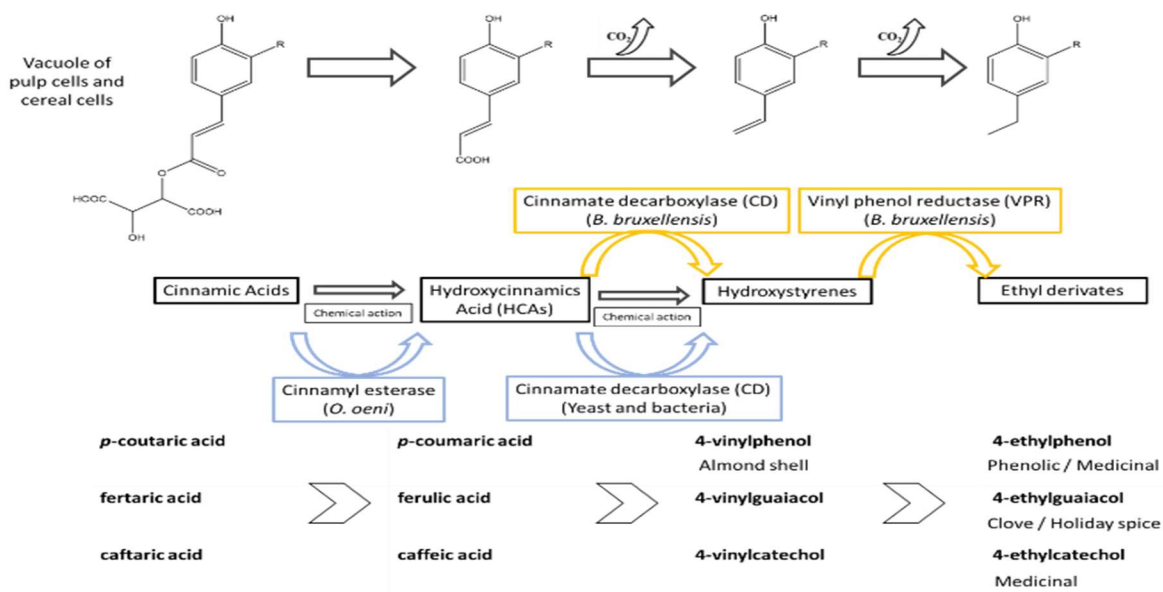 Vacuole of
pulp cells and
cereal cells
OH
R
O
O
HOOC
COOH
OH
OH
R
COOH
CO2
OH
R
CO2
OH
R
Cinnamate decarboxylase (CD)
(B. bruxellensis)
Vinyl phenol reductase (VPR)
(B. bruxellensis)
Cinnamic Acids
Chemical action
Hydroxycinnamics
Acid (HCAs)
Chemical action
Hydroxystyrenes
Ethyl derivates
Cinnamyl esterase
(O. oeni)
Cinnamate decarboxylase (CD)
(Yeast and bacteria)
p-coutaric acid
p-coumaric acid
4-vinylphenol
Almond shell
4-ethylphenol
Phenolic / Medicinal
fertaric acid
ferulic acid
4-vinylguaiacol
4-ethylguaiacol
Clove / Holiday spice
caftaric acid
caffeic acid
4-vinylcatechol
4-ethylcatechol
Medicinal